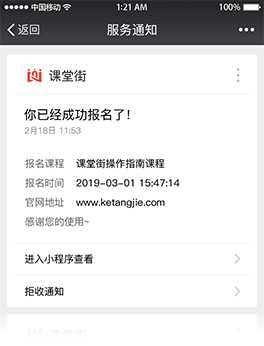 中国移动 1:21 AM 100%
返回 服务通知
课堂街
你已经成功报名了！
2月18日 11:53
报名课程 课堂街操作指南课程
报名时间 2019-03-01 15:47:14
官网地址 www.ketangjie.com
感谢您的使用~
进入小程序查看
拒收通知
课堂街